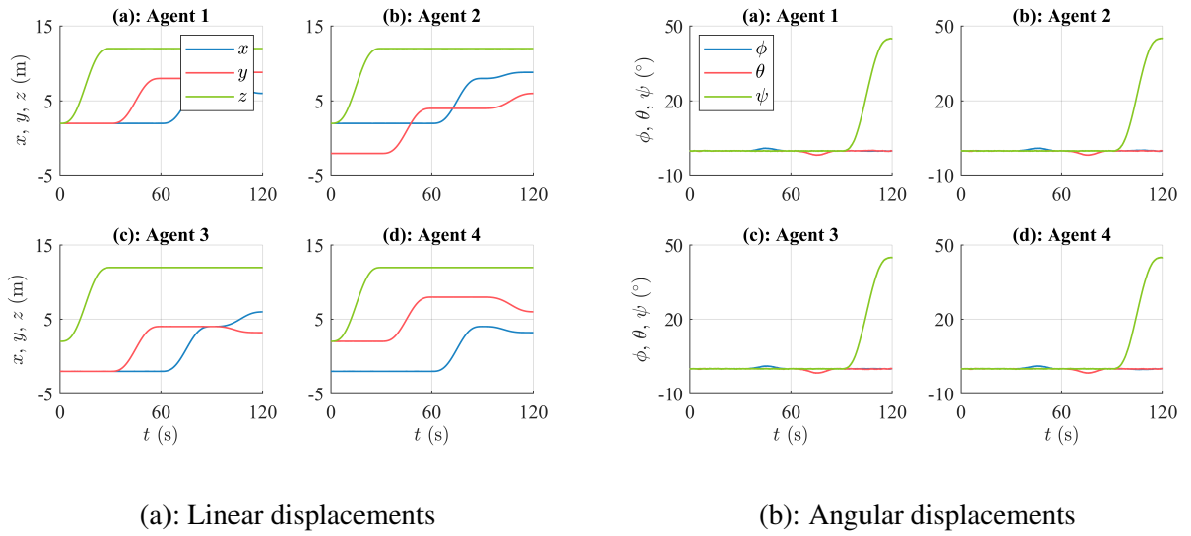 (a): Agent 1
15
5
-5
0
60
120
x, y, z (m)
x
y
z
(b): Agent 2
15
5
-5
0
60
120
(c): Agent 3
15
5
-5
0
60
120
x, y, z (m)
t (s)
(d): Agent 4
15
5
-5
0
60
120
t (s)
(a): Linear displacements
(a): Agent 1
50
20
-10
0
60
120
ϕ, θ, ψ (°)
ϕ
θ
ψ
(b): Agent 2
50
20
-10
0
60
120
(c): Agent 3
50
20
-10
0
60
120
ϕ, θ, ψ (°)
t (s)
(d): Agent 4
50
20
-10
0
60
120
t (s)
(b): Angular displacements